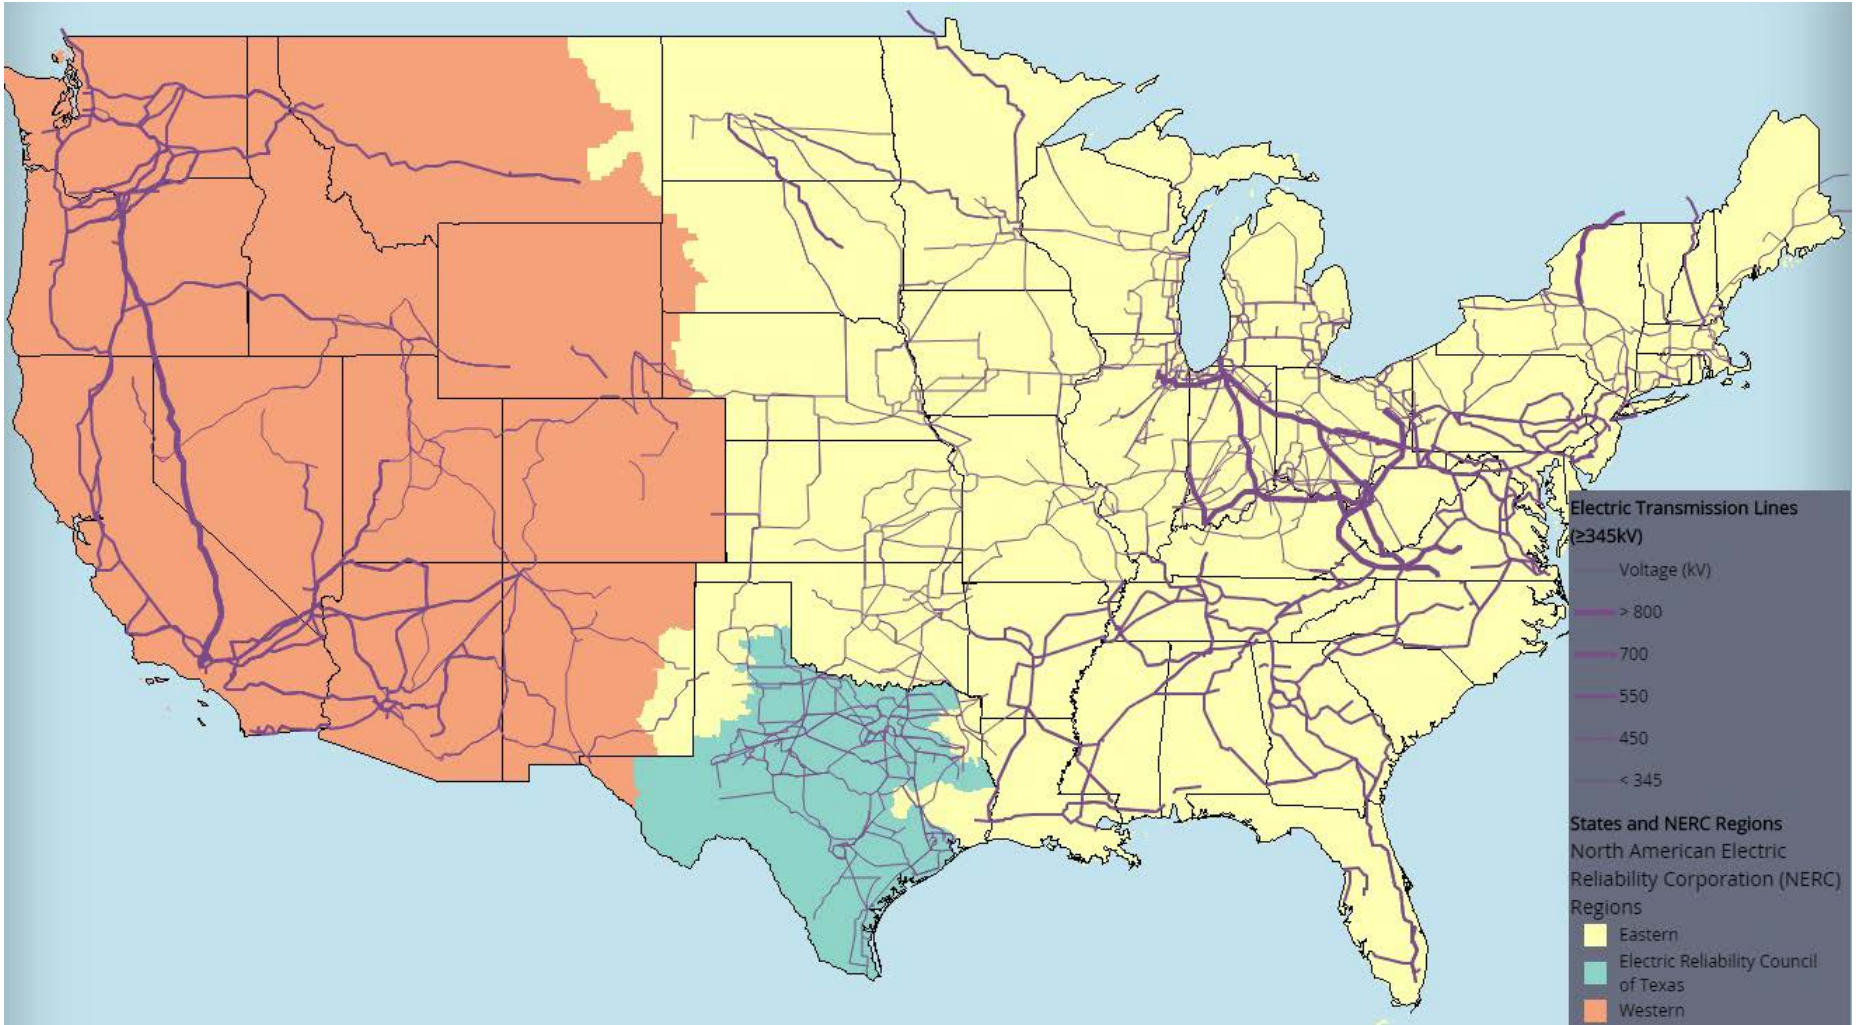 Electric Transmission Lines
(≥345kV)
Voltage (kV)
> 800
700
550
450
< 345
States and NERC Regions
North American Electric
Reliability Corporation (NERC)
Regions
Eastern
Electric Reliability Council
of Texas
Western